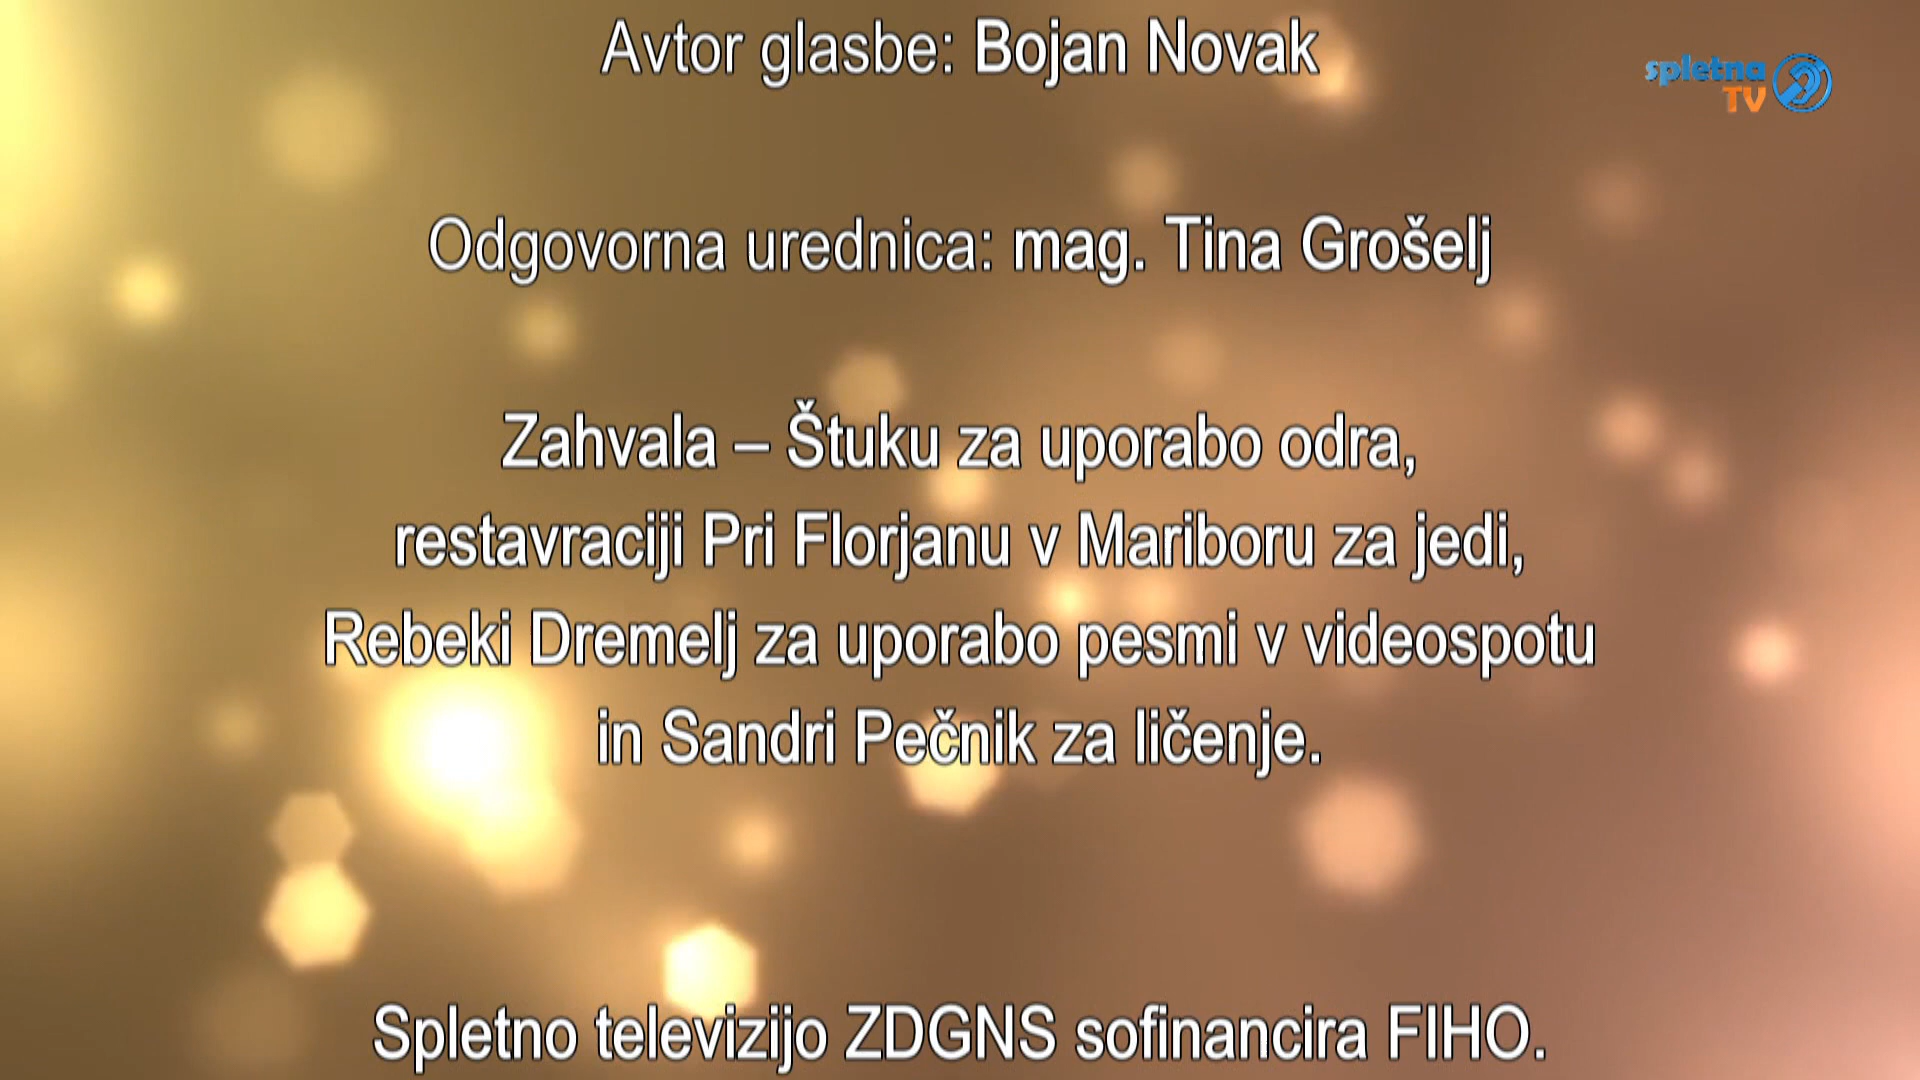 Avtor glasbe: Bojan Novak
spletna
TV
Odgovorna urednica: mag. Tina Grošelj
Zahvala – Štuku za uporabo odra,
restavraciji Pri Florjanu v Mariboru za jedi,
Rebeki Dremelj za uporabo pesmi v videospotu
in Sandri Pečnik za ličenje.
Spletno televizijo ZDGNS sofinancira FIHO.